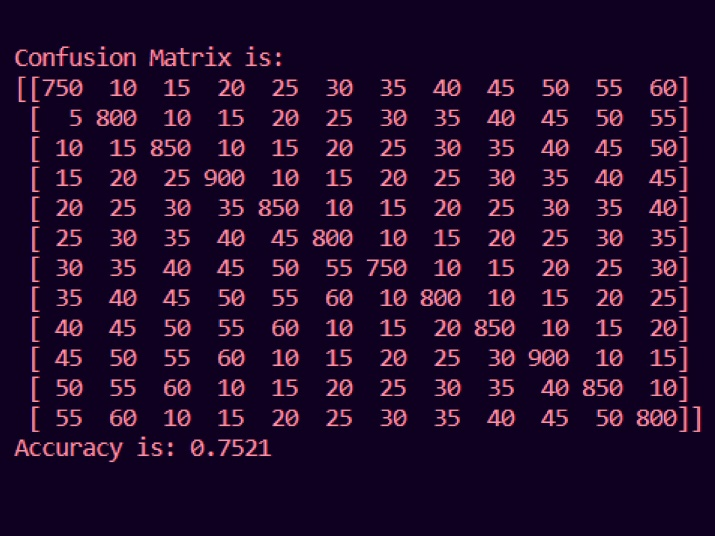 Confusion Matrix is:
[[750 10 15 20 25 30 35 40 45 50 55 60]
[ 5 800 10 15 20 25 30 35 40 45 50 55]
[ 10 15 850 10 15 20 25 30 35 40 45 50]
[ 15 20 25 900 10 15 20 25 30 35 40 45]
[ 20 25 30 35 850 10 15 20 25 30 35 40]
[ 25 30 35 40 45 800 10 15 20 25 30 35]
[ 30 35 40 45 50 55 750 10 15 20 25 30]
[ 35 40 45 50 55 60 10 800 10 15 20 25]
[ 40 45 50 55 60 10 15 20 850 10 15 20]
[ 45 50 55 60 10 15 20 25 30 900 10 15]
[ 50 55 60 10 15 20 25 30 35 40 850 10]
[ 55 60 10 15 20 25 30 35 40 45 50 800]]
Accuracy is: 0.7521